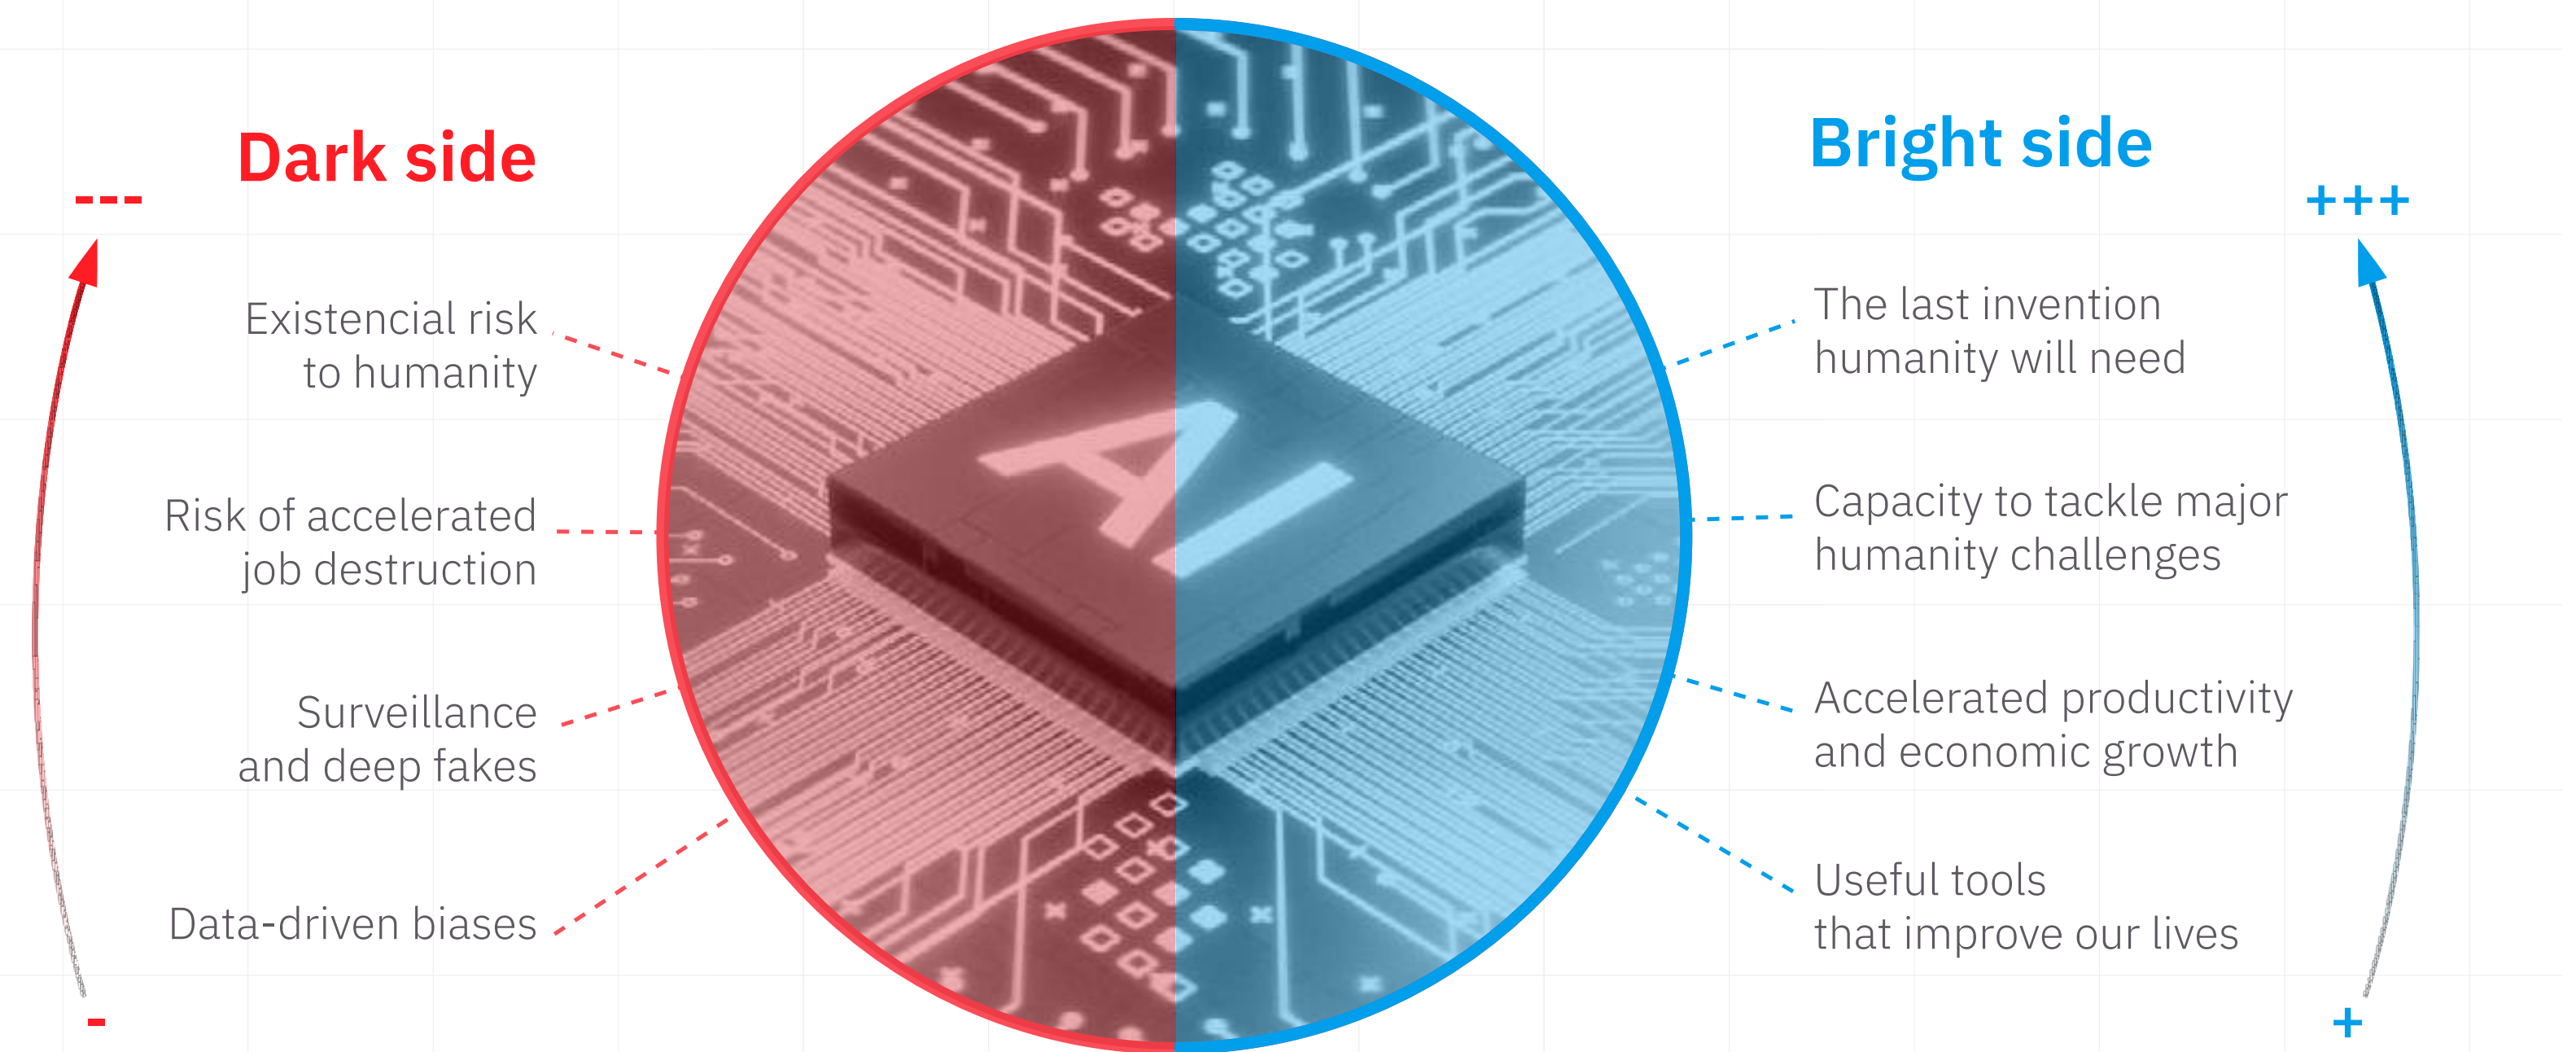 Dark side
---
Existencial risk
to humanity
Risk of accelerated
job destruction
Surveillance
and deep fakes
Data-driven biases
-
AI
Bright side
+++
The last invention
humanity will need
Capacity to tackle major
humanity challenges
Accelerated productivity
and economic growth
Useful tools
that improve our lives
+